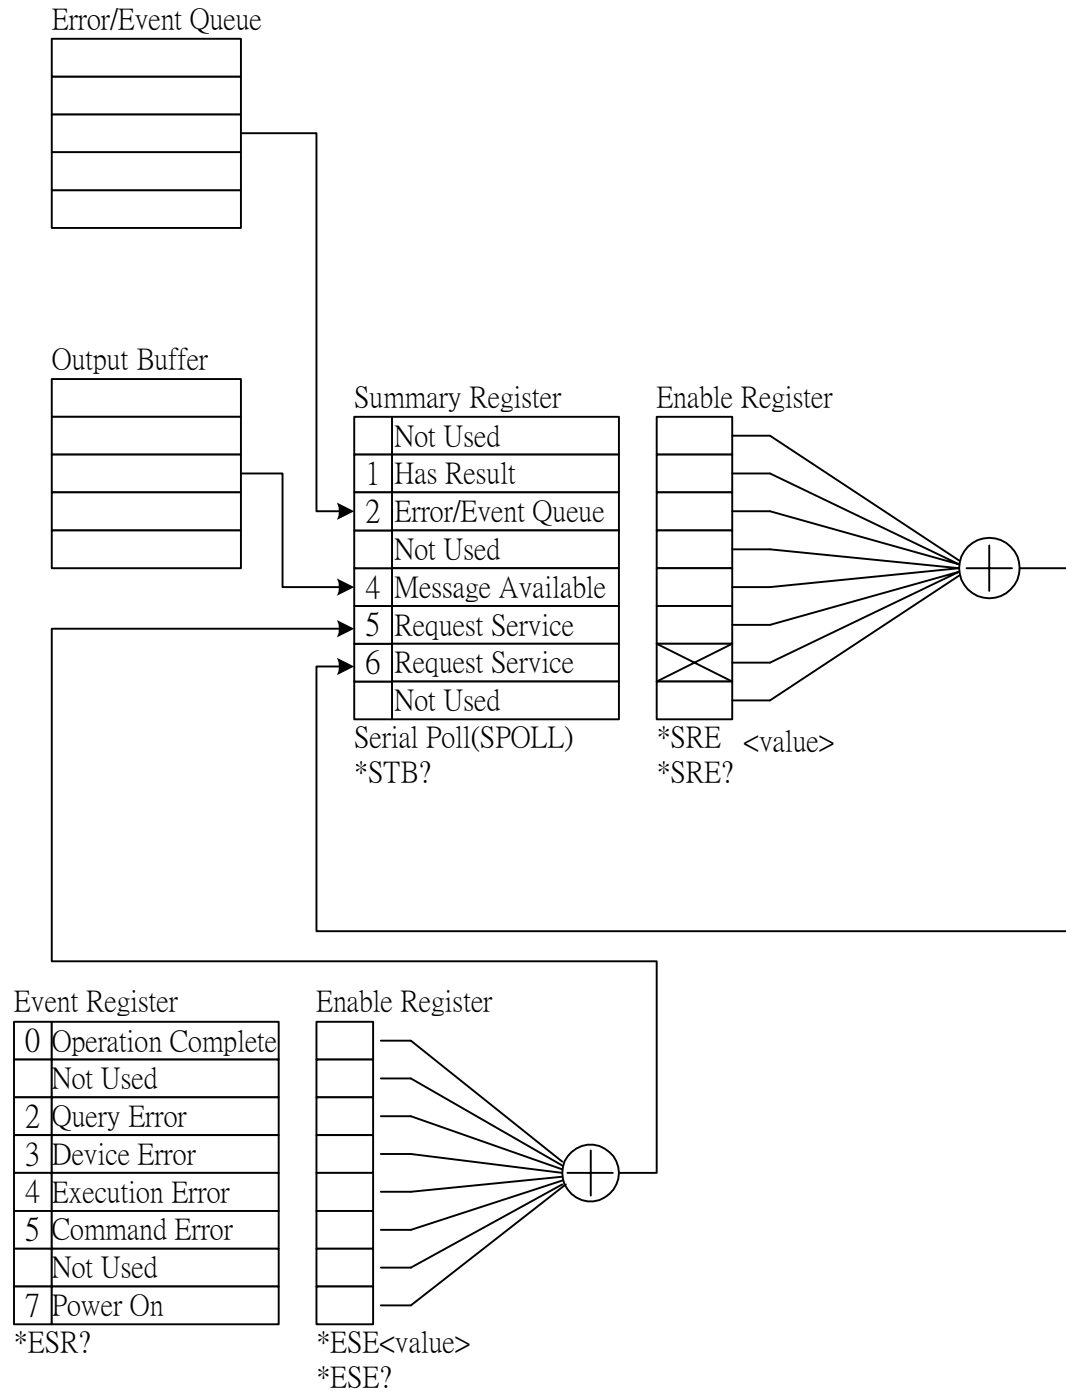 Error/Event Queue
Output Buffer
Summary Register
Not Used
1 Has Result
2 Error/Event Queue
Not Used
4 Message Available
5 Request Service
6 Request Service
Not Used
Serial Poll(SPOLL)
*STB?
Enable Register
*SRE <value>
*SRE?
Event Register
0 Operation Complete
Not Used
2 Query Error
3 Device Error
4 Execution Error
5 Command Error
Not Used
7 Power On
*ESR?
Enable Register
*ESE<value>
*ESE?